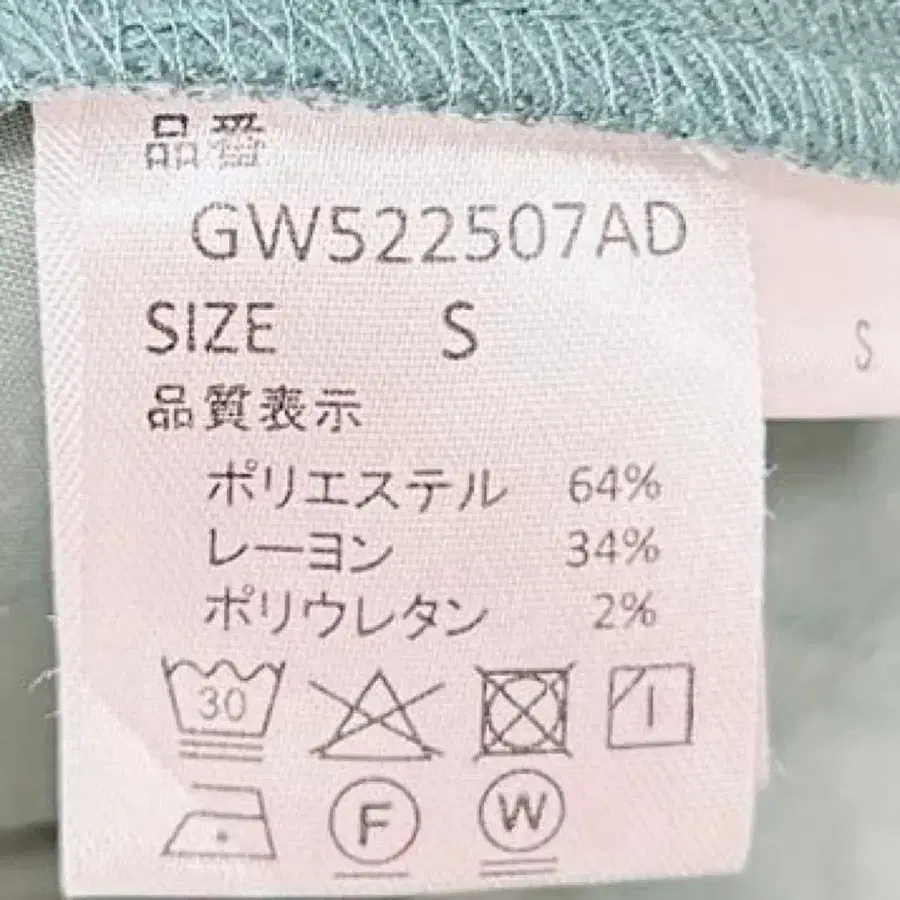 品番
GW522507AD
SIZE S
S
品質表示
ポリエステル 64%
レーヨン 34%
ポリウレタン 2%
30
F W